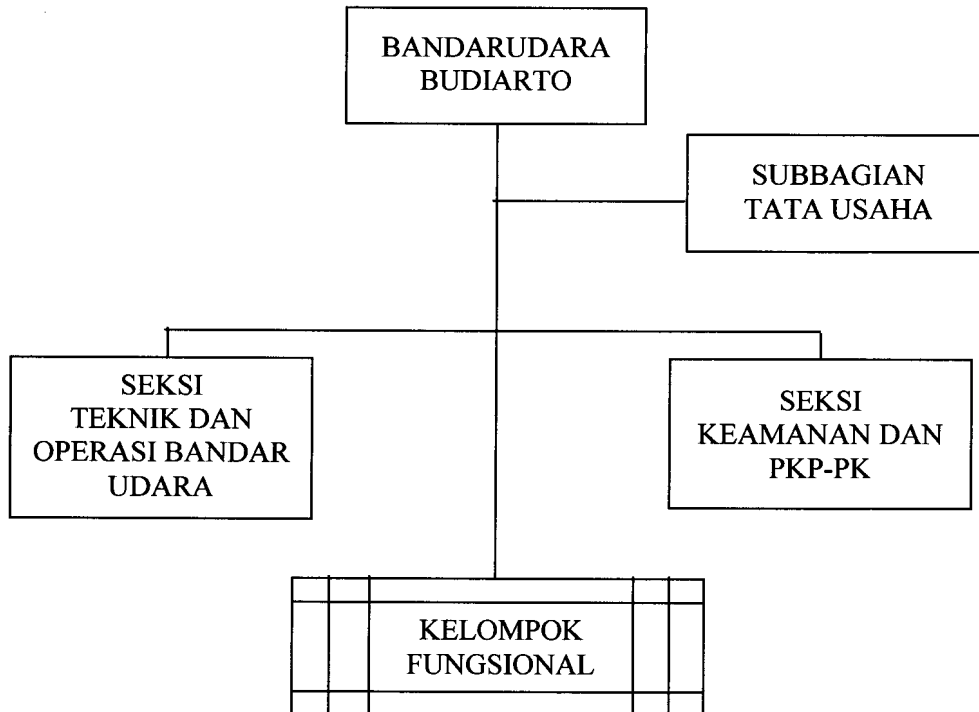 BANDARUDARA
BUDIARTO
SUBBAGIAN
TATA USAHA
SEKSI
TEKNIK DAN
OPERASI BANDAR
UDARA
SEKSI
KEAMANAN DAN
PKP-PK
KELOMPOK
FUNGSIONAL